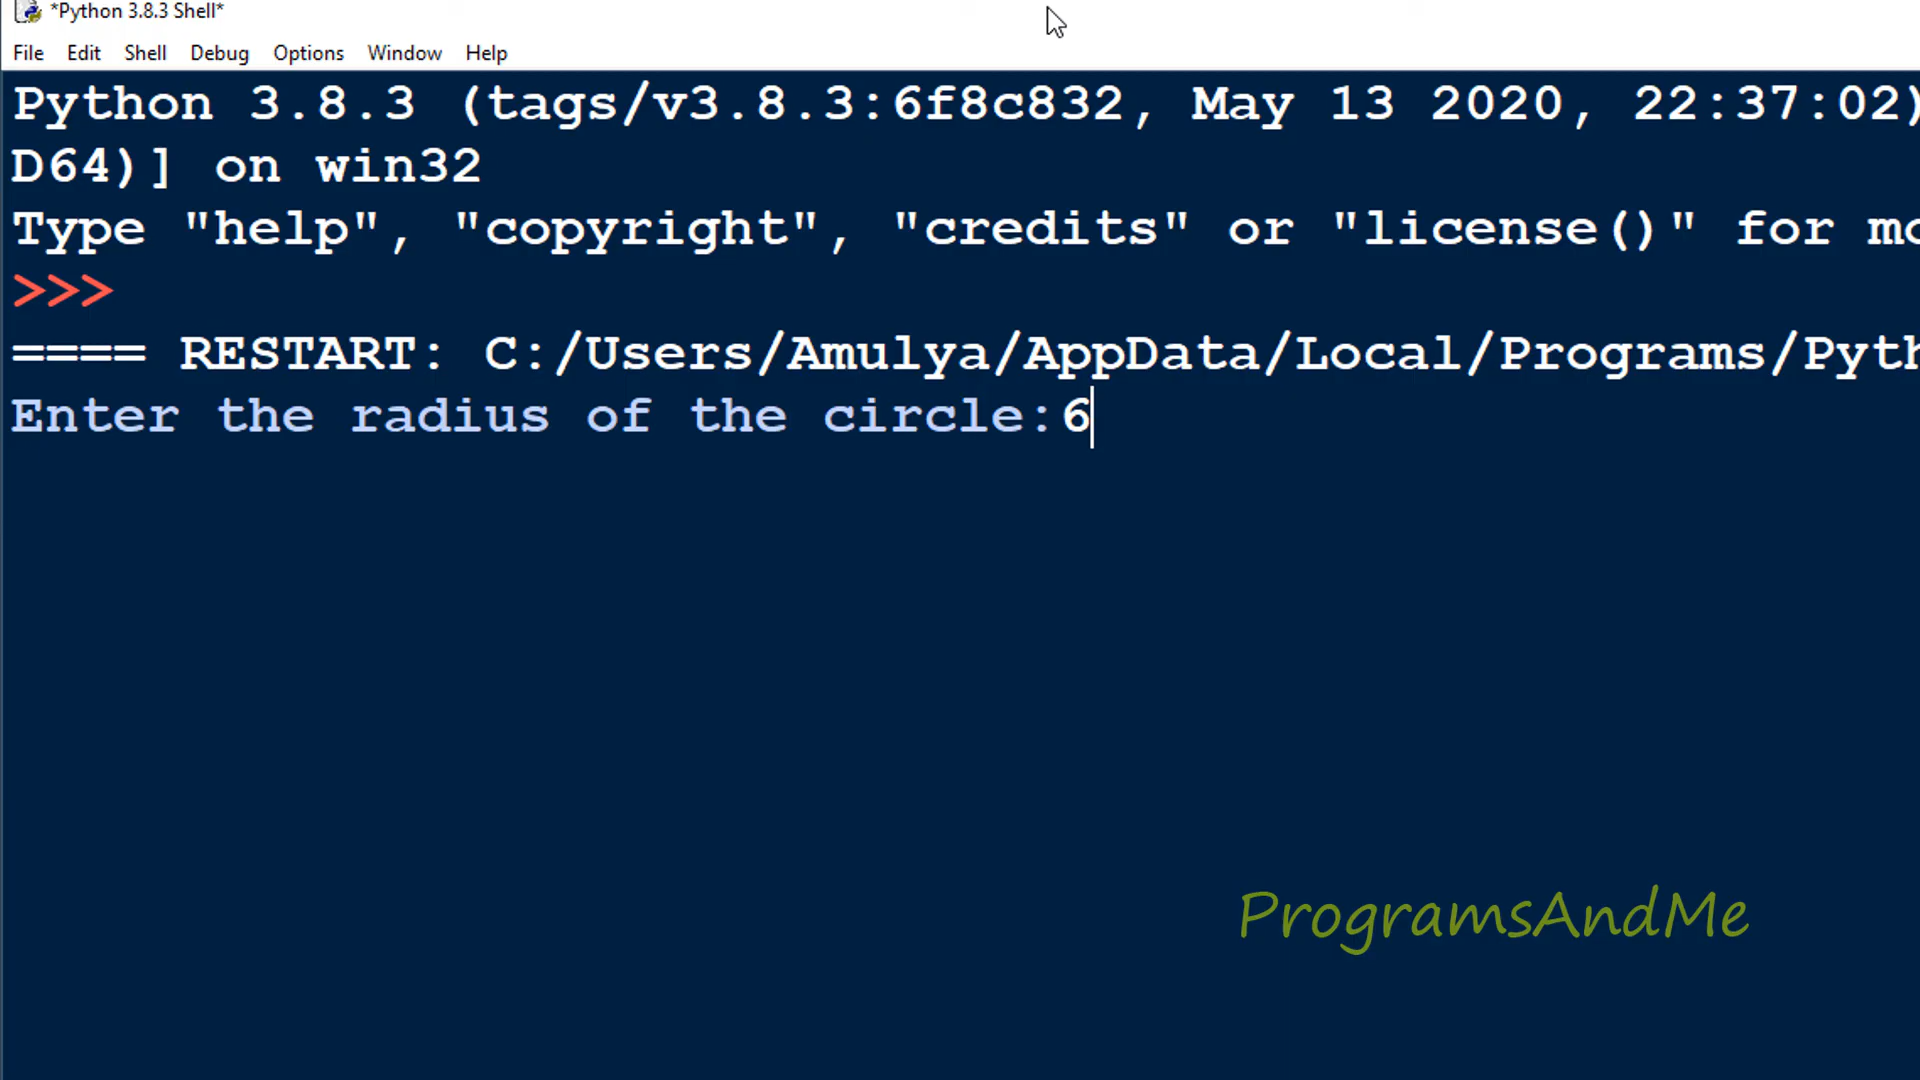 *Python 3.8.3 Shell*
File Edit Shell Debug Options Window Help
Python 3.8.3 (tags/v3.8.3:6f8c832, May 13 2020, 22:37:02)
D64)] on win32
Type "help", "copyright", "credits" or "license()" for mo
>>>
==== RESTART: C:/Users/Amulya/AppData/Local/Programs/Pyth
Enter the radius of the circle:6
ProgramsAndMe